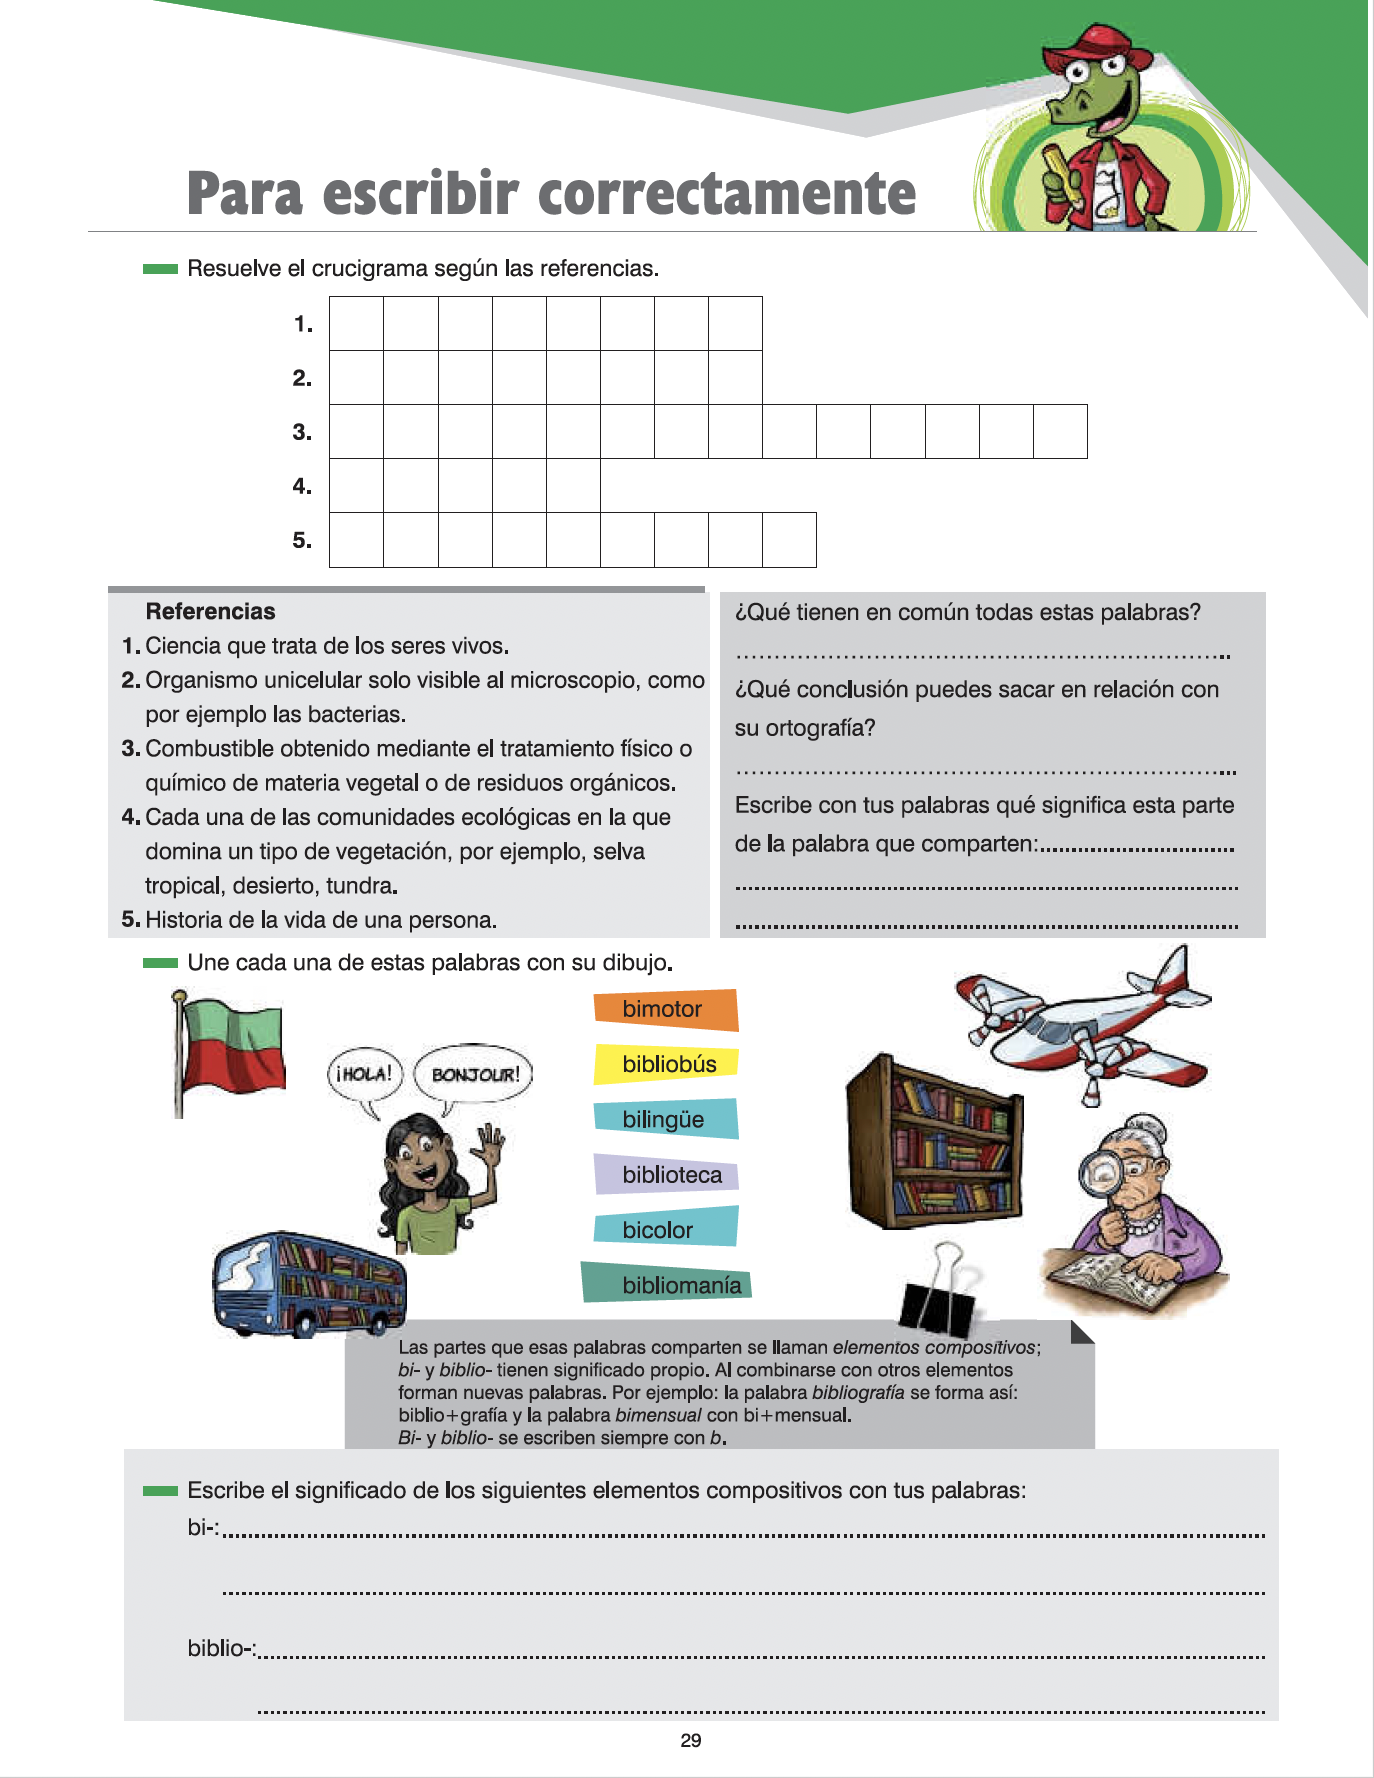 Para escribir correctamente
Resuelve el crucigrama según las referencias.
1.
2.
3.
4.
5.
Referencias
1. Ciencia que trata de los seres vivos.
2. Organismo unicelular solo visible al microscopio, como
por ejemplo las bacterias.
3. Combustible obtenido mediante el tratamiento físico o
químico de materia vegetal o de residuos orgánicos.
4. Cada una de las comunidades ecológicas en la que
domina un tipo de vegetación, por ejemplo, selva
tropical, desierto, tundra.
5. Historia de la vida de una persona.
¿Qué tienen en común todas estas palabras?
¿Qué conclusión puedes sacar en relación con
su ortografía?
Escribe con tus palabras qué significa esta parte
de la palabra que comparten:
Une cada una de estas palabras con su dibujo.
¡HOLA!
BONJOUR!
bimotor
bibliobús
bilingüe
biblioteca
bicolor
bibliomanía
Las partes que esas palabras comparten se llaman elementos compositivos;
bi- y biblio- tienen significado propio. Al combinarse con otros elementos
forman nuevas palabras. Por ejemplo: la palabra bibliografía se forma así:
biblio+grafía y la palabra bimensual con bi+mensual.
Bi- y biblio- se escriben siempre con b.
Escribe el significado de los siguientes elementos compositivos con tus palabras:
bi-:
biblio-:
29